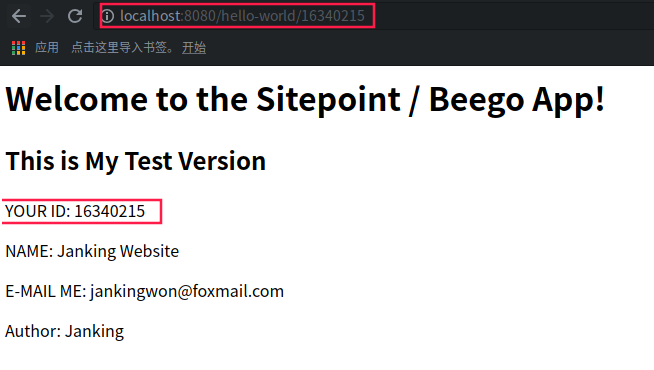 localhost:8080/hello-world/16340215
应用 点击这里导入书签。 开始
Welcome to the Sitepoint / Beego App!
This is My Test Version
YOUR ID: 16340215
NAME: Janking Website
E-MAIL ME: jankingwon@foxmail.com
Author: Janking